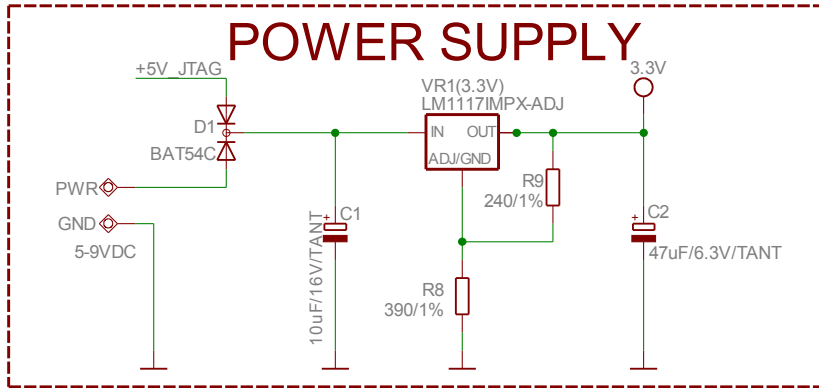 POWER SUPPLY
+5V_JTAG
3.3V
VR1(3.3V)
LM1117IMPX-ADJ
D1
IN OUT
BAT54C
ADJ/GND
PWR
R9
240/1%
GND
C1
C2
5-9VDC
47uF/6.3V/TANT
10uF/16V/TANT
R8
390/1%
+
+